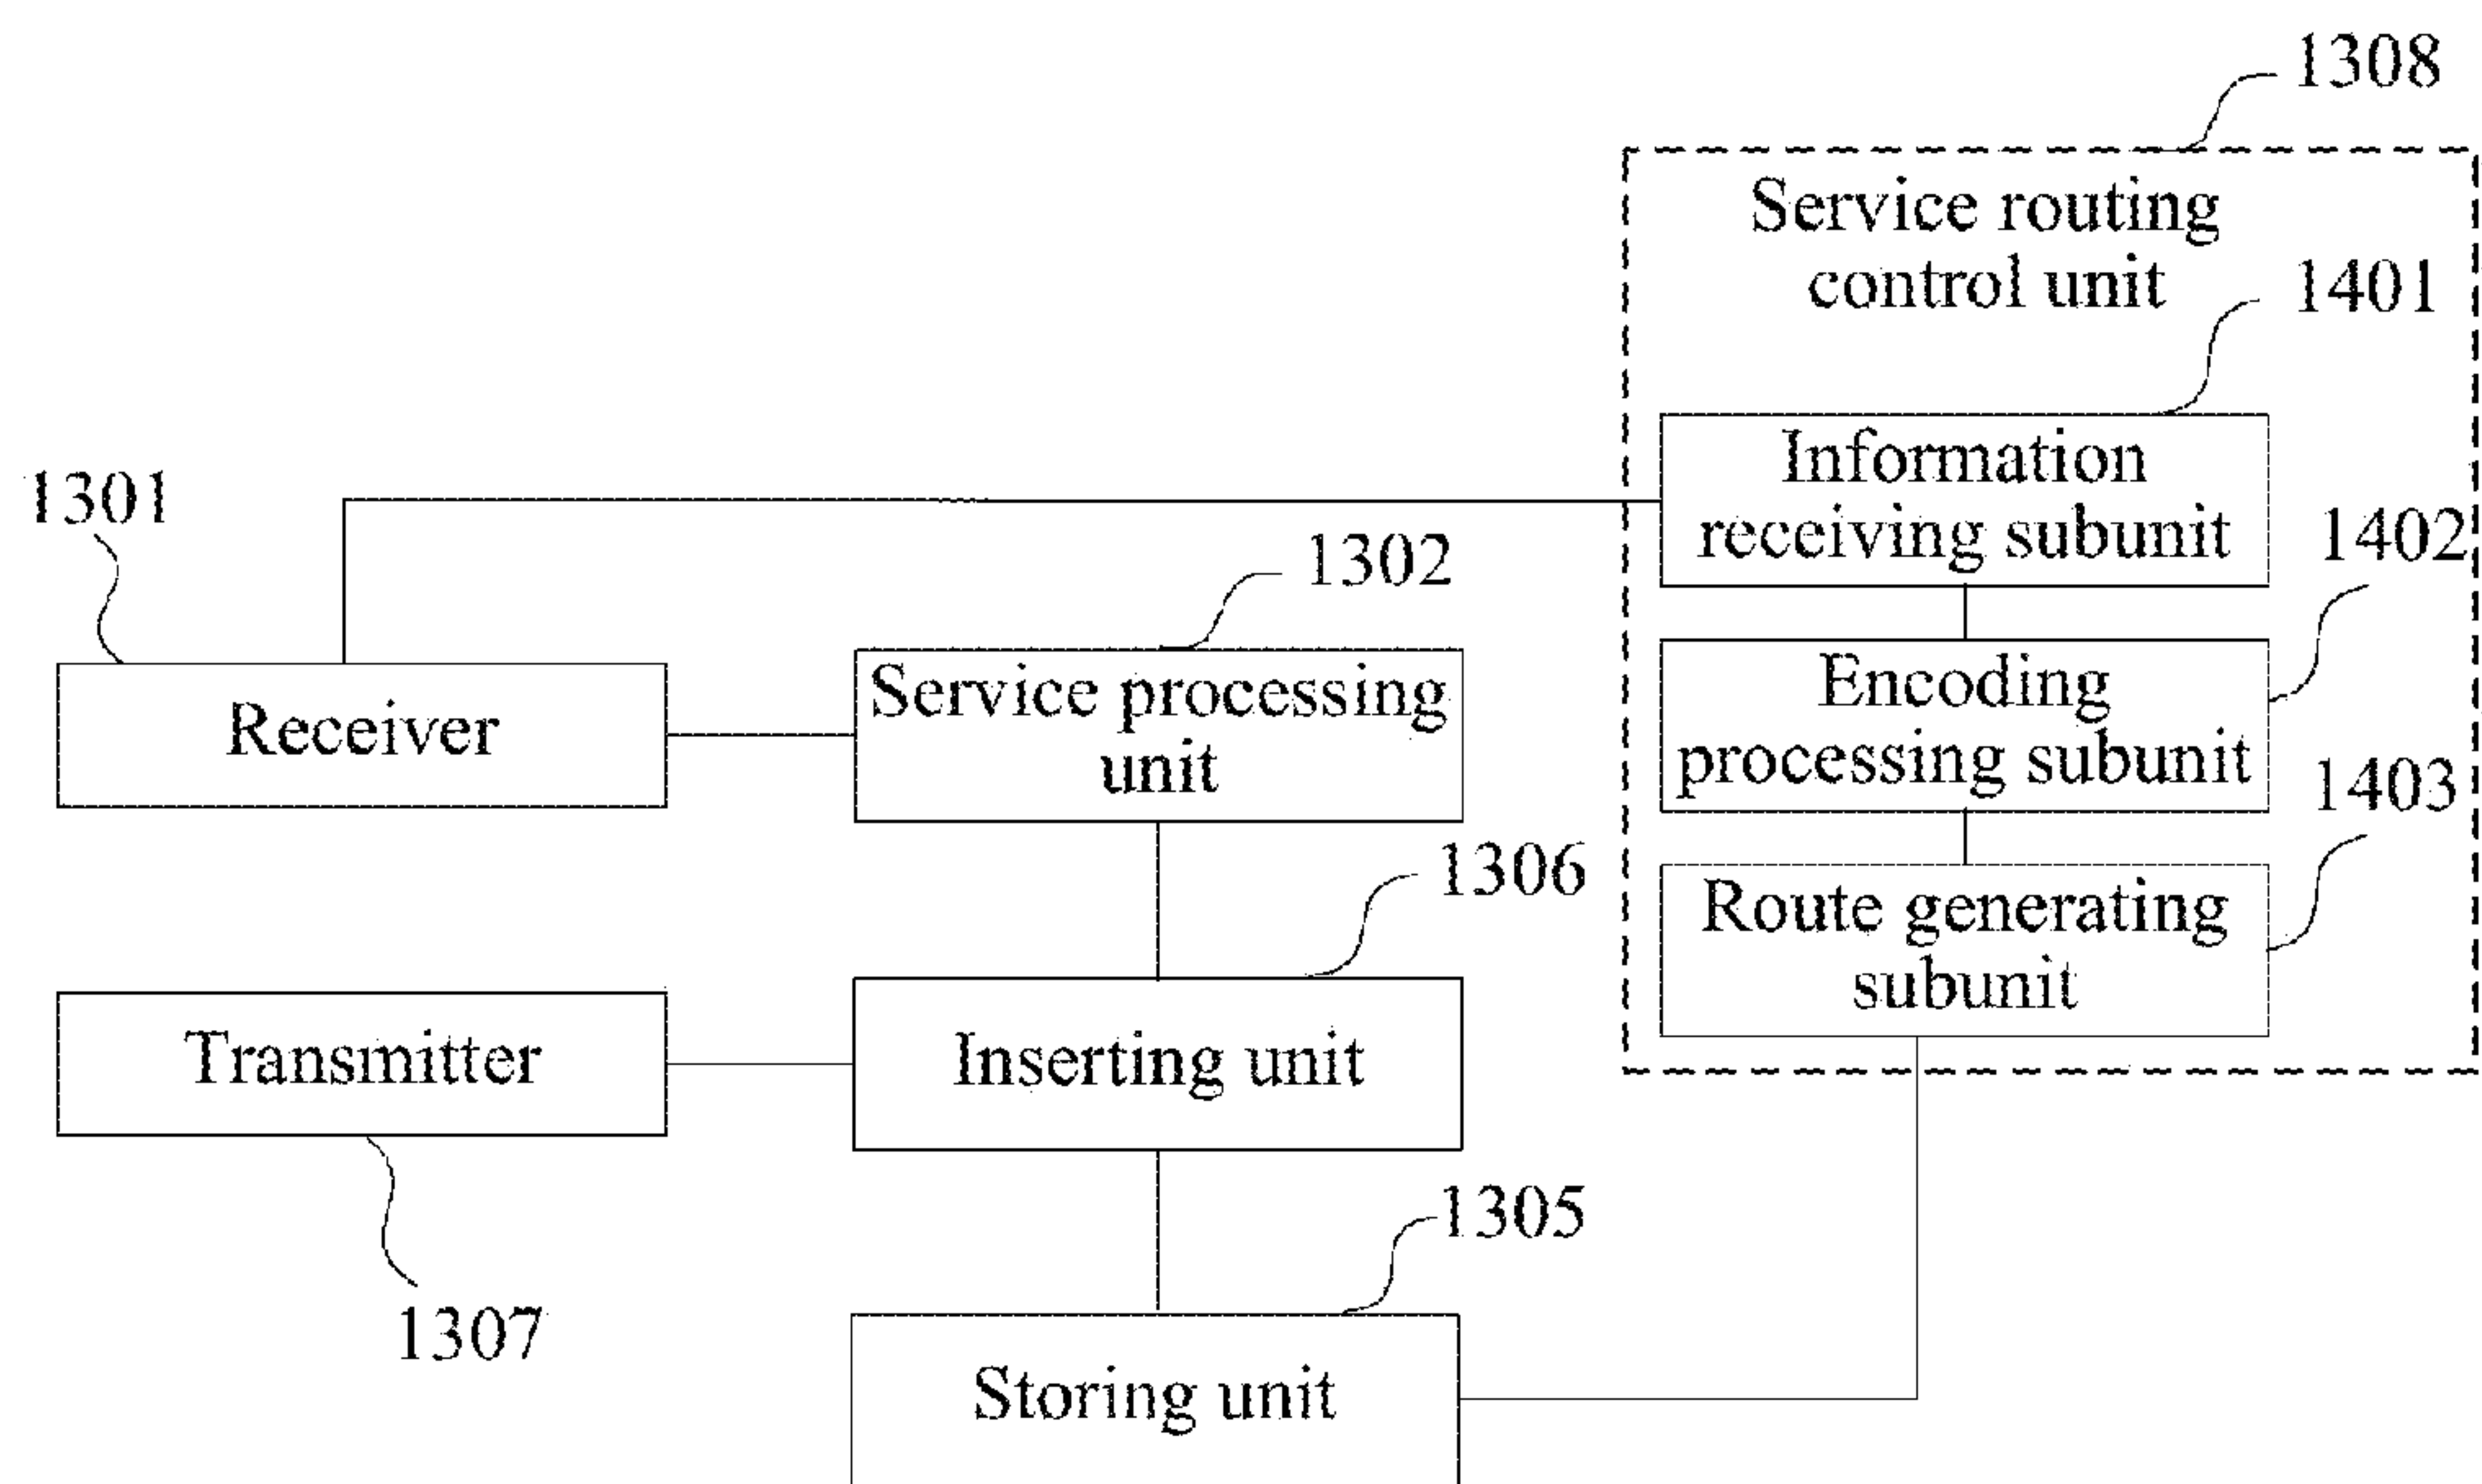 1308
Service routing
control unit
1401
Information
receiving subunit
1301
1402
1302
Encoding
processing subunit
Service processing
unit
Receiver
1403
1306
Route generating
subunit
Transmitter
Inserting unit
1305
1307
Storing unit